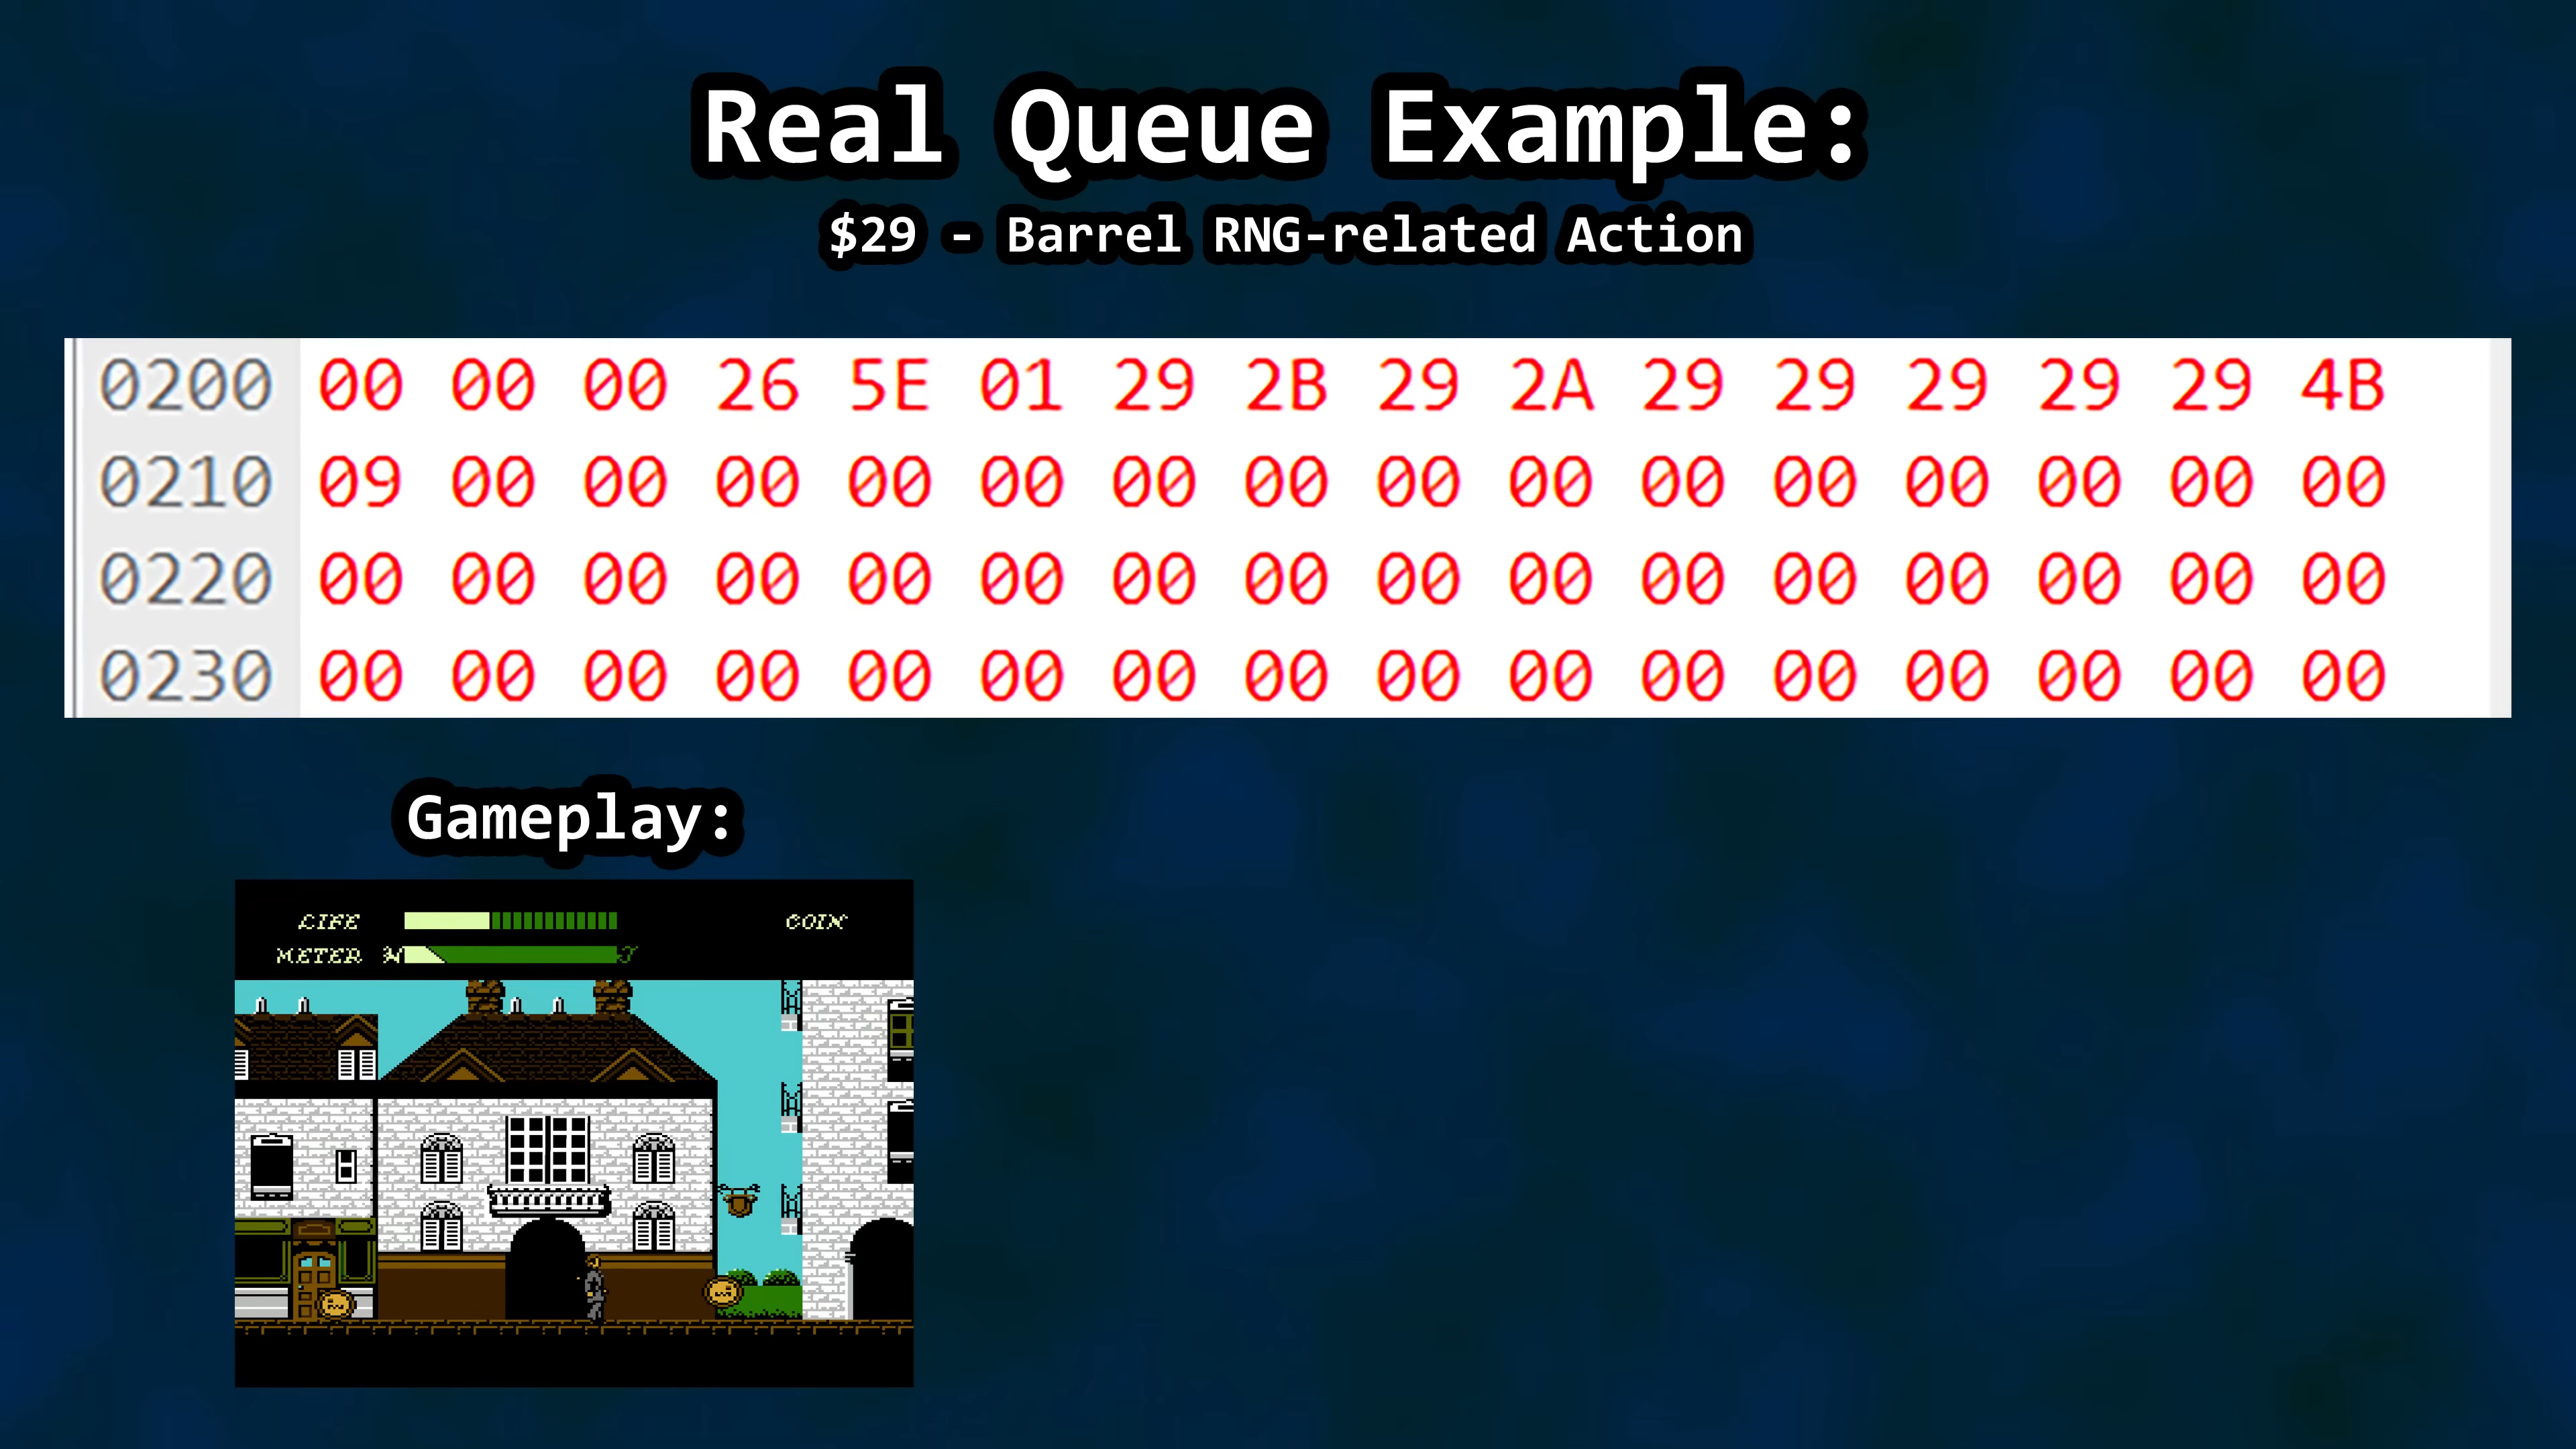 Real Queue Example:
$29 - Barrel RNG-related Action
0200 00 00 00 26 5E 01 29 2B 29 2A 29 29 29 29 29 4B
0210 09 00 00 00 00 00 00 00 00 00 00 00 00 00 00 00
0220 00 00 00 00 00 00 00 00 00 00 00 00 00 00 00 00
0230 00 00 00 00 00 00 00 00 00 00 00 00 00 00 00 00
Gameplay:
LIFE COIN
METER H J